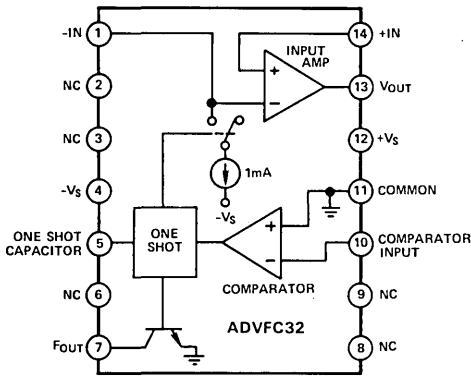 -IN 1
NC 2
NC 3
-VS 4
ONE SHOT
CAPACITOR 5
NC 6
FOUT 7
14 +IN
13 VOUT
12 +VS
11 COMMON
10 COMPARATOR
INPUT
9 NC
8 NC
INPUT
AMP
+
-
1mA
-VS
ONE
SHOT
+
-
COMPARATOR
ADVFC32